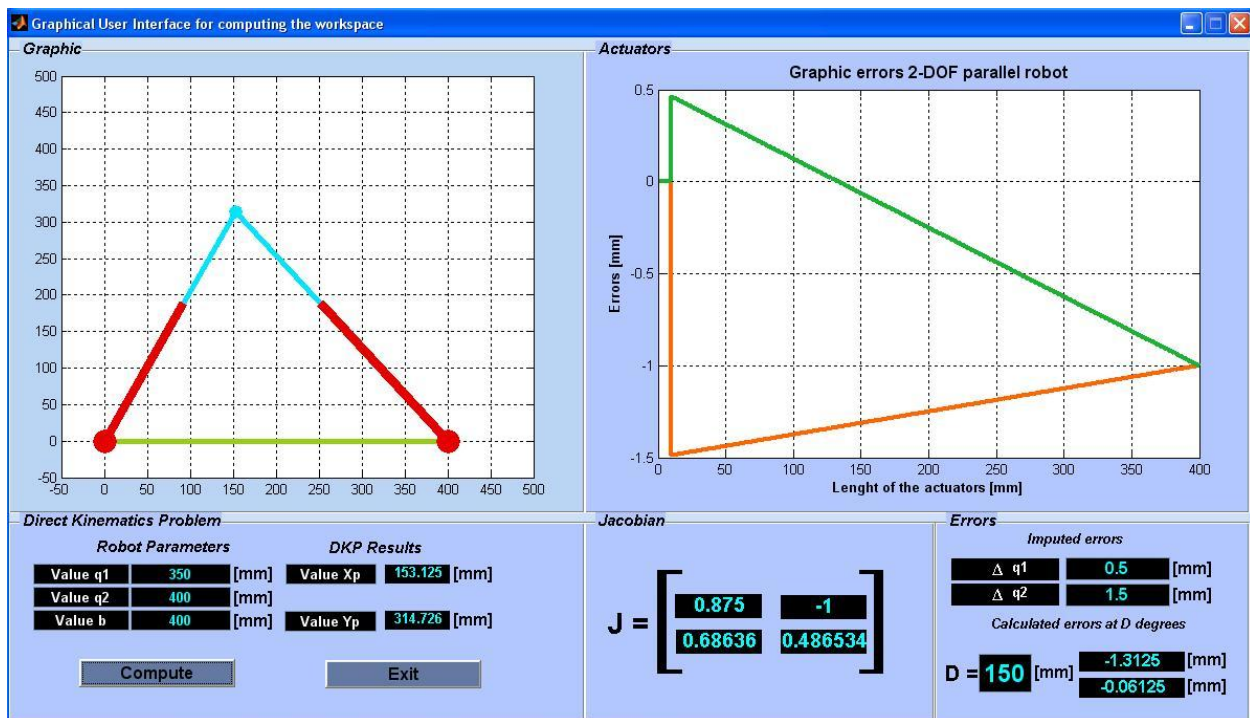 Graphical User Interface for computing the workspace
Graphic
500
450
400
350
300
250
200
150
100
50
0
-50
-50 0 50 100 150 200 250 300 350 400 450 500
Actuators
Graphic errors 2-DOF parallel robot
Errors [mm]
0.5
0
-0.5
-1
-1.5
0 50 100 150 200 250 300 350 400
Lenght of the actuators [mm]
Direct Kinematics Problem
Robot Parameters
Value q1 350 [mm]
Value q2 400 [mm]
Value b 400 [mm]
DKP Results
Value Xp 153.125 [mm]
Value Yp 314.726 [mm]
Compute
Exit
Jacobian
J =
0.875 -1
0.68636 0.486534
Errors
Imputed errors
Δ q1 0.5 [mm]
Δ q2 1.5 [mm]
Calculated errors at D degrees
D = 150 [mm]
-1.3125 [mm]
-0.06125 [mm]